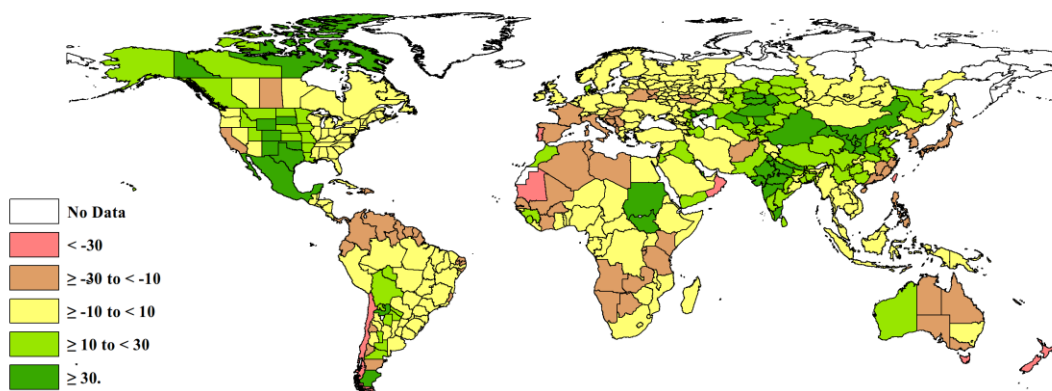 No Data
< -30
≥ -30 to < -10
≥ -10 to < 10
≥ 10 to < 30
≥ 30.